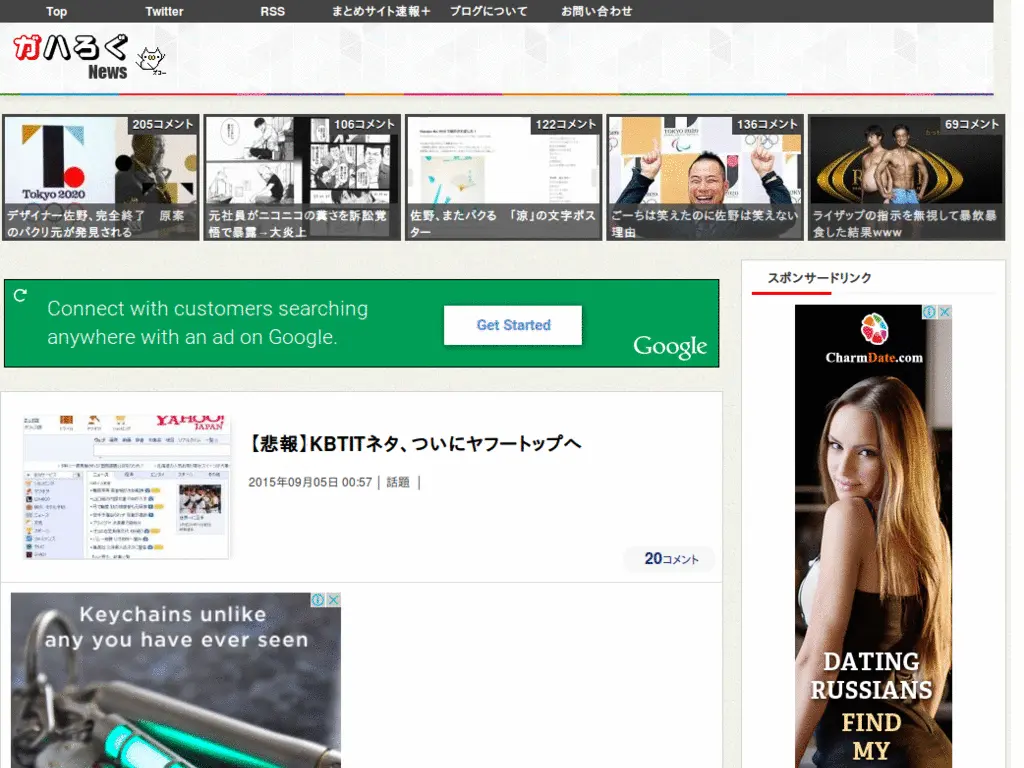 Top Twitter RSS まとめサイト速報＋ ブログについて お問い合わせ
ガハろぐ
News
205コメント
Tokyo 2020
デザイナー佐野、完全終了　原案
のパクリ元が発見される
106コメント
元社員がニコニコの糞さを訴訟覚
悟で暴露→大炎上
122コメント
佐野、またパクる　「涼」の文字ポス
ター
136コメント
TOKYO 2020
ごーちは笑えたのに佐野は笑えない
理由
69コメント
ライザップの指示を無視して暴飲暴
食した結果www
Connect with customers searching
anywhere with an ad on Google.
Get Started
Google
スポンサードリンク
CharmDate.com
DATING
RUSSIANS
FIND
MY
YAHOO!
JAPAN
【悲報】KBTITネタ、ついにヤフートップへ
2015年09月05日 00:57│ 話題 │
20コメント
Keychains unlike
any you have ever seen